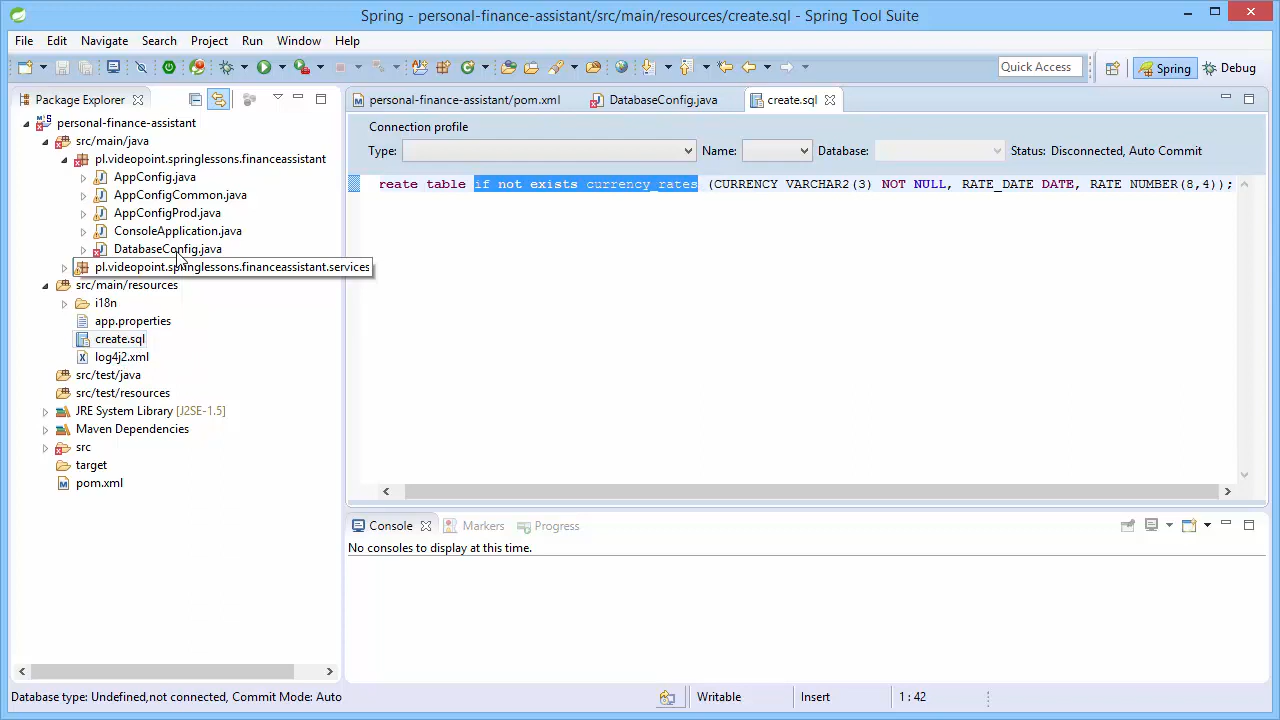 Spring - personal-finance-assistant/src/main/resources/create.sql - Spring Tool Suite
File Edit Navigate Search Project Run Window Help
Quick Access
Spring
Debug
Package Explorer
personal-finance-assistant/pom.xml
DatabaseConfig.java
create.sql
personal-finance-assistant
src/main/java
pl.videopoint.springlessons.financeassistant
AppConfig.java
AppConfigCommon.java
AppConfigProd.java
ConsoleApplication.java
DatabaseConfig.java
pl.videopoint.springlessons.financeassistant.services
src/main/resources
i18n
app.properties
create.sql
log4j2.xml
src/test/java
src/test/resources
JRE System Library [J2SE-1.5]
Maven Dependencies
src
target
pom.xml
Connection profile
Type: Name: Database: Status: Disconnected, Auto Commit
reate table if not exists currency_rates (CURRENCY VARCHAR2(3) NOT NULL, RATE_DATE DATE, RATE NUMBER(8,4));
Console Markers Progress
No consoles to display at this time.
Database type: Undefined,not connected, Commit Mode: Auto
Writable
Insert
1 : 42